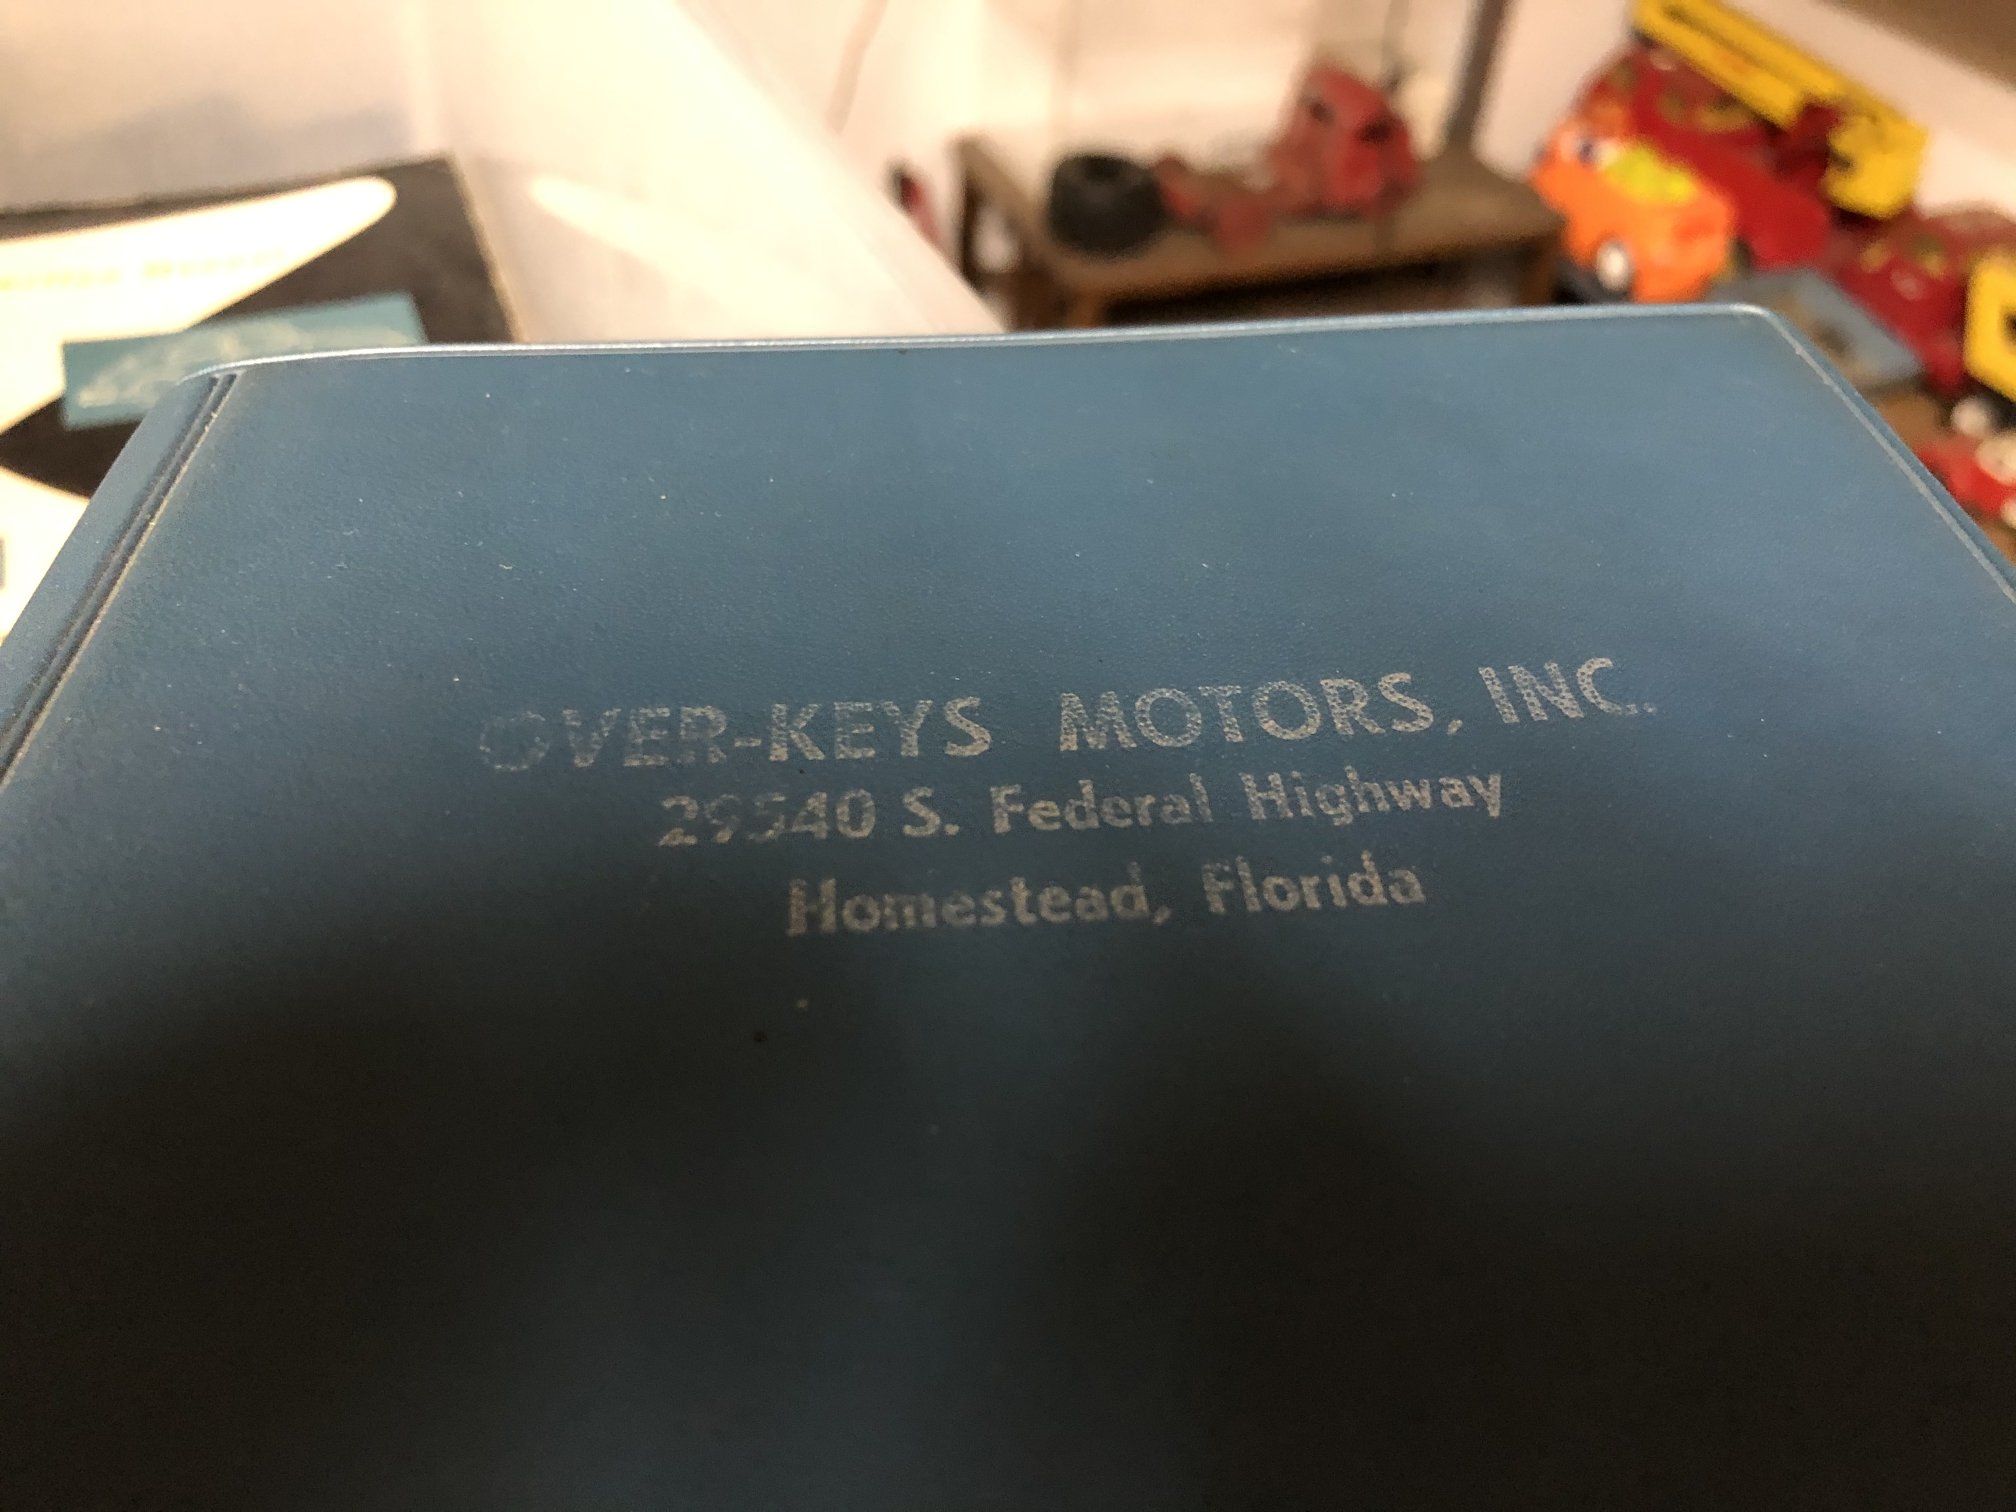 OVER-KEYS MOTORS, INC.
29540 S. Federal Highway
Homestead, Florida